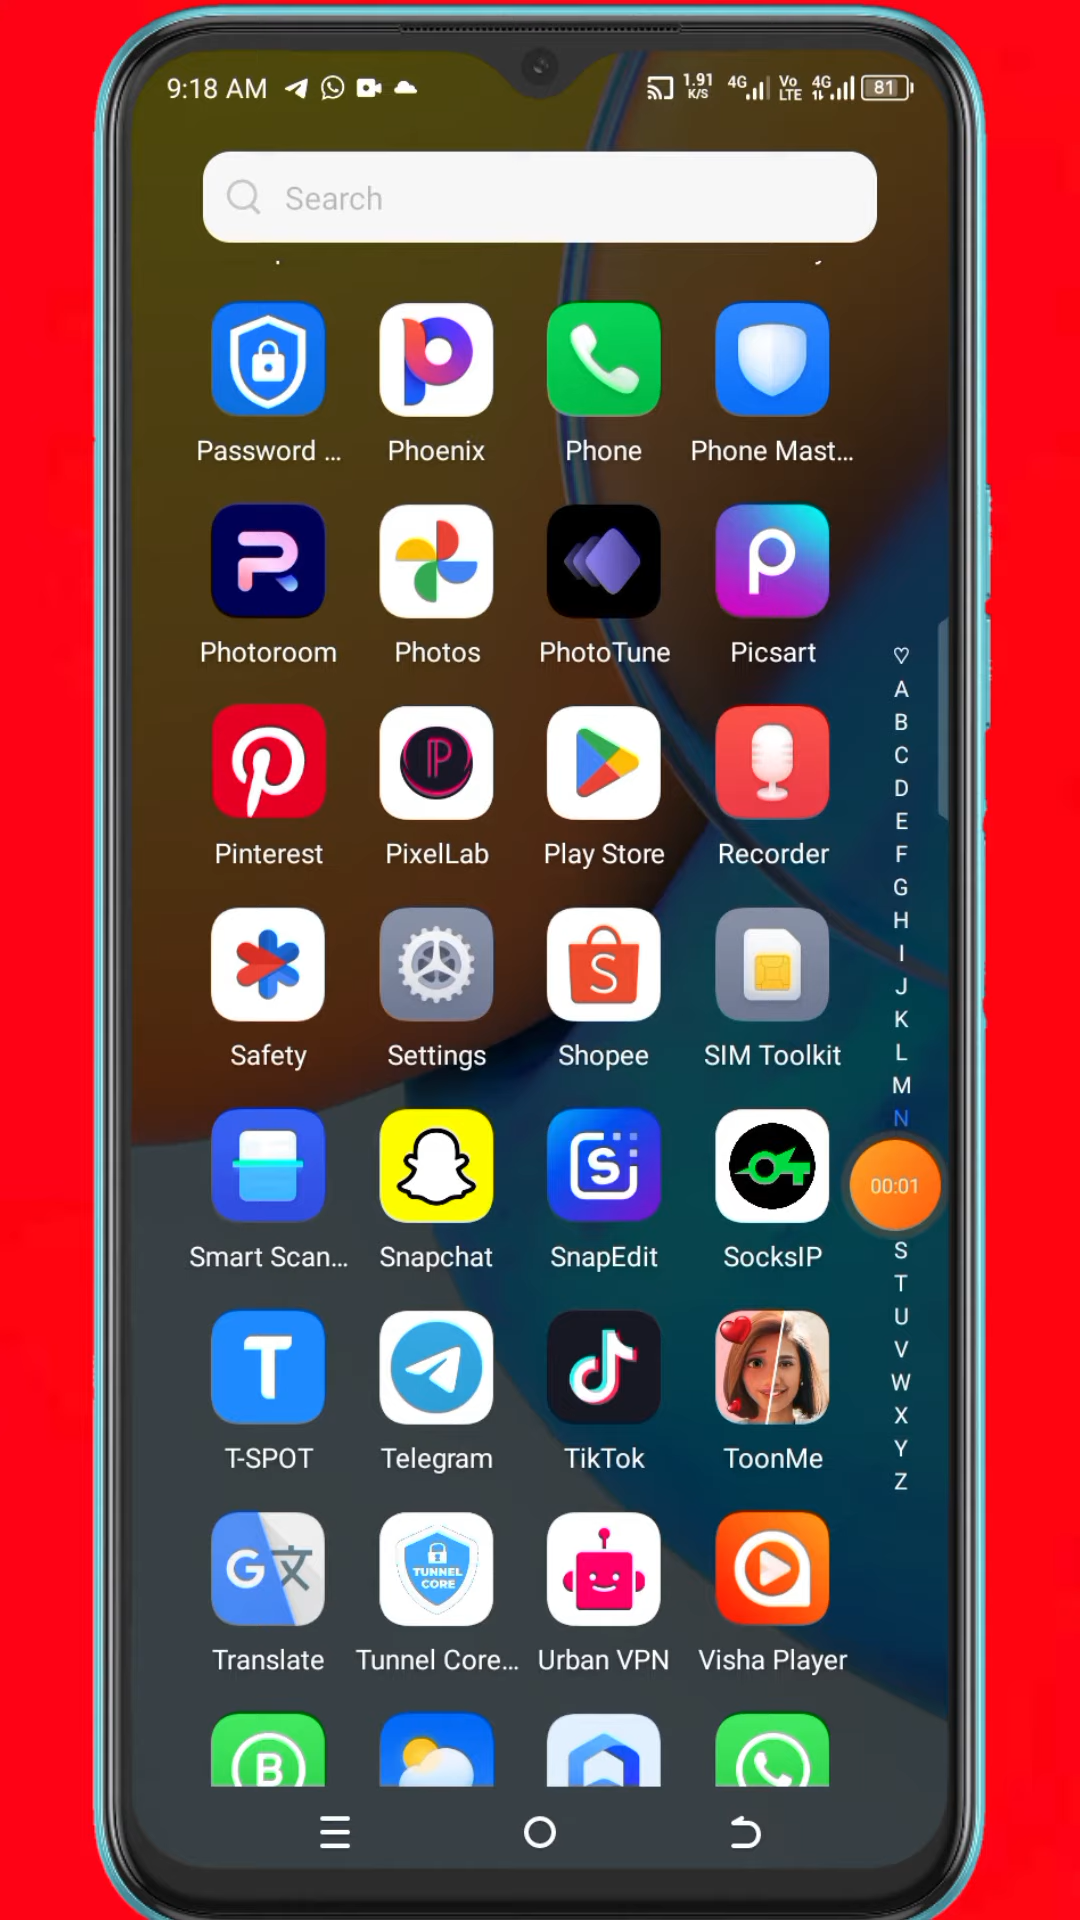 9:18 AM 1.91 K/S 4G Vo LTE 4G 81
Search
Password ... Phoenix Phone Phone Mast...
Photoroom Photos PhotoTune Picsart
Pinterest PixelLab Play Store Recorder
Safety Settings Shopee SIM Toolkit
Smart Scan... Snapchat SnapEdit SocksIP
T-SPOT Telegram TikTok ToonMe
TUNNEL
CORE
Translate Tunnel Core... Urban VPN Visha Player
A
B
C
D
E
F
G
H
I
J
K
L
M
N
00:01
S
T
U
V
W
X
Y
Z